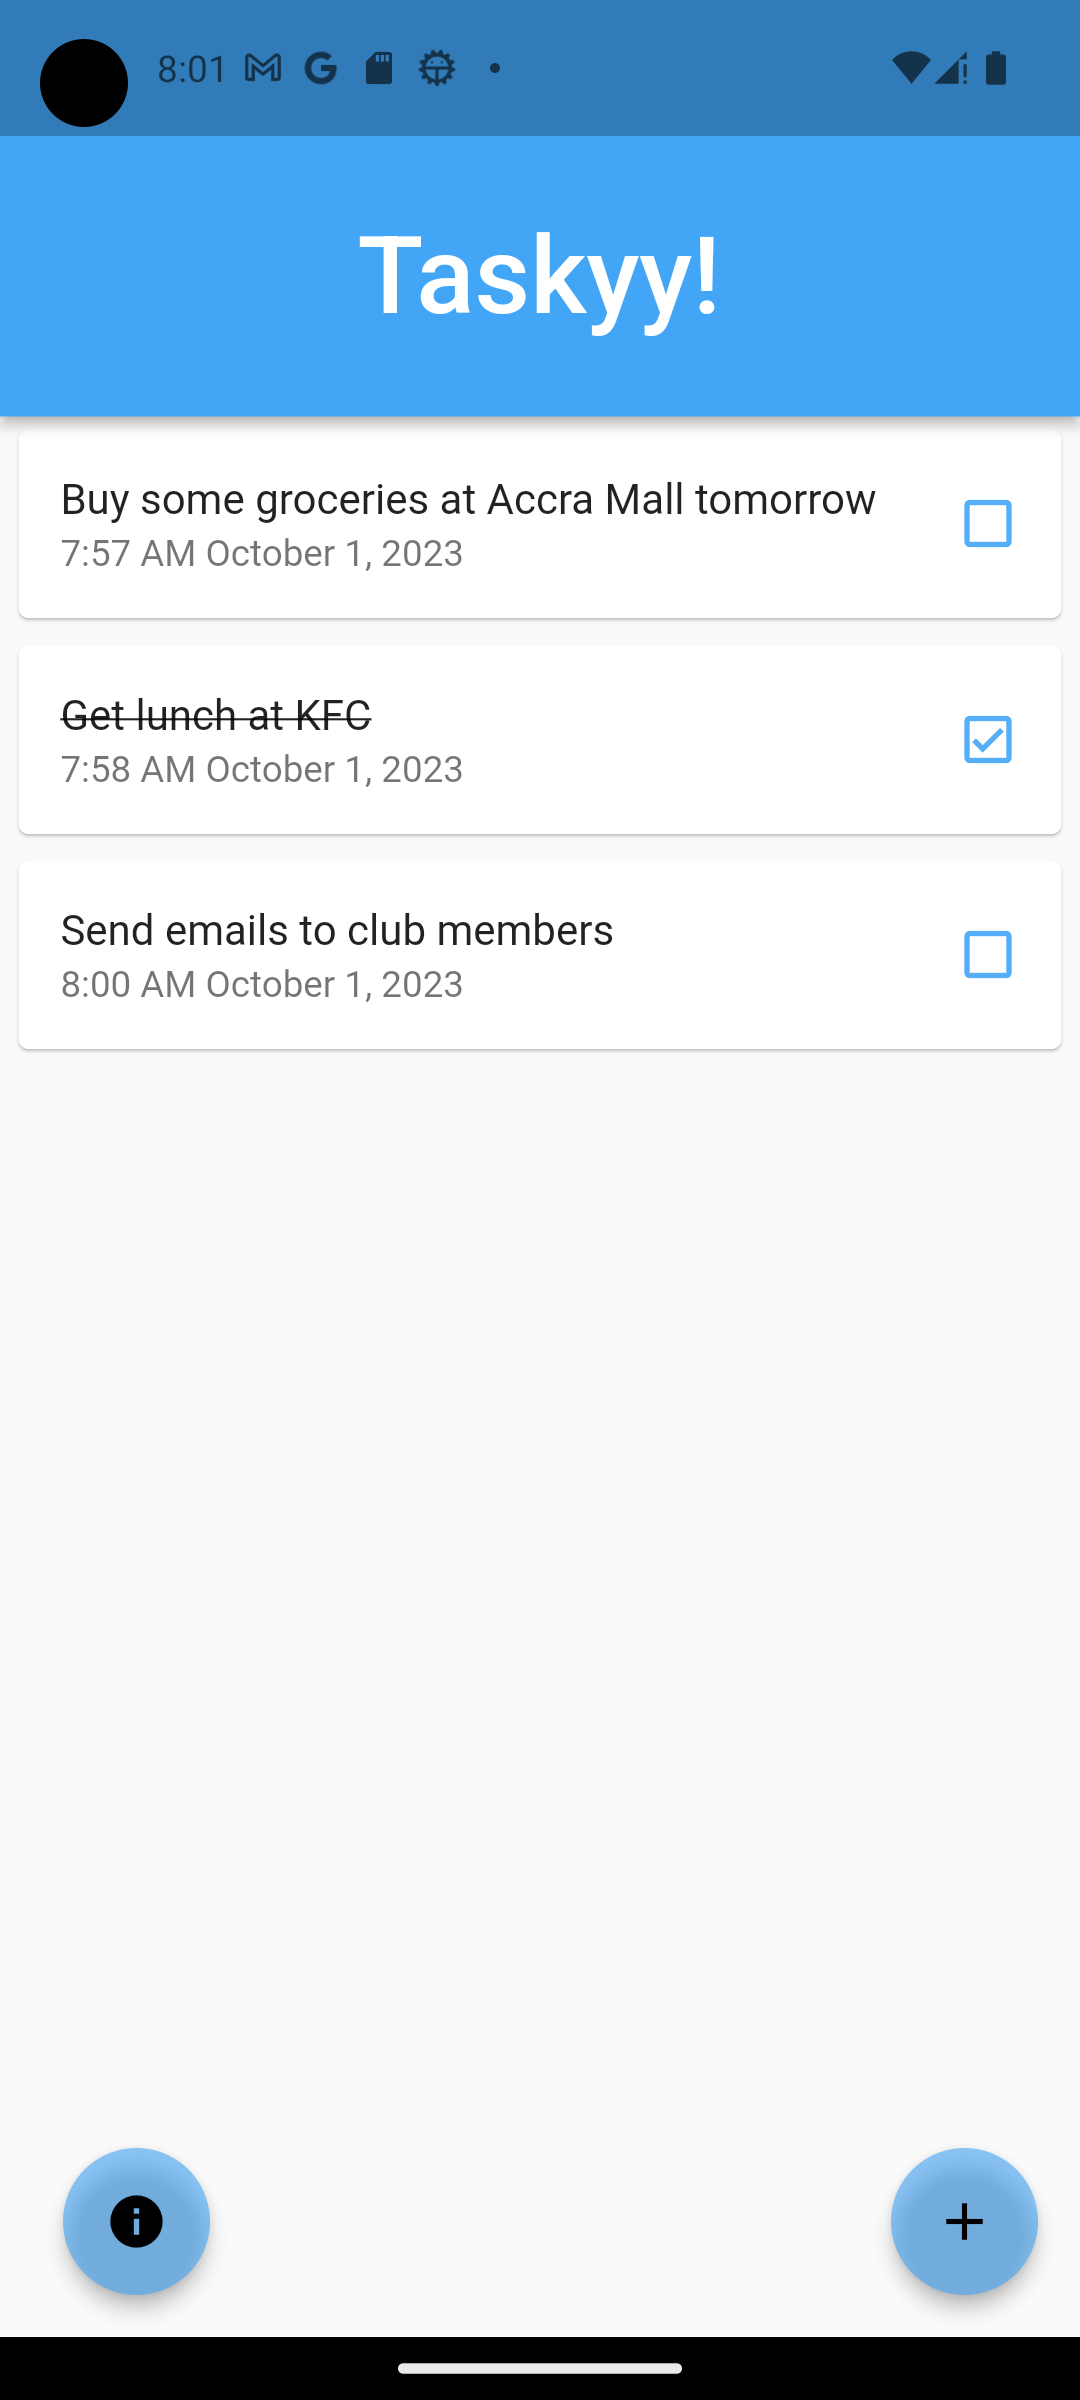 8:01
Taskyy!
Buy some groceries at Accra Mall tomorrow
7:57 AM October 1, 2023
Get lunch at KFC
7:58 AM October 1, 2023
Send emails to club members
8:00 AM October 1, 2023